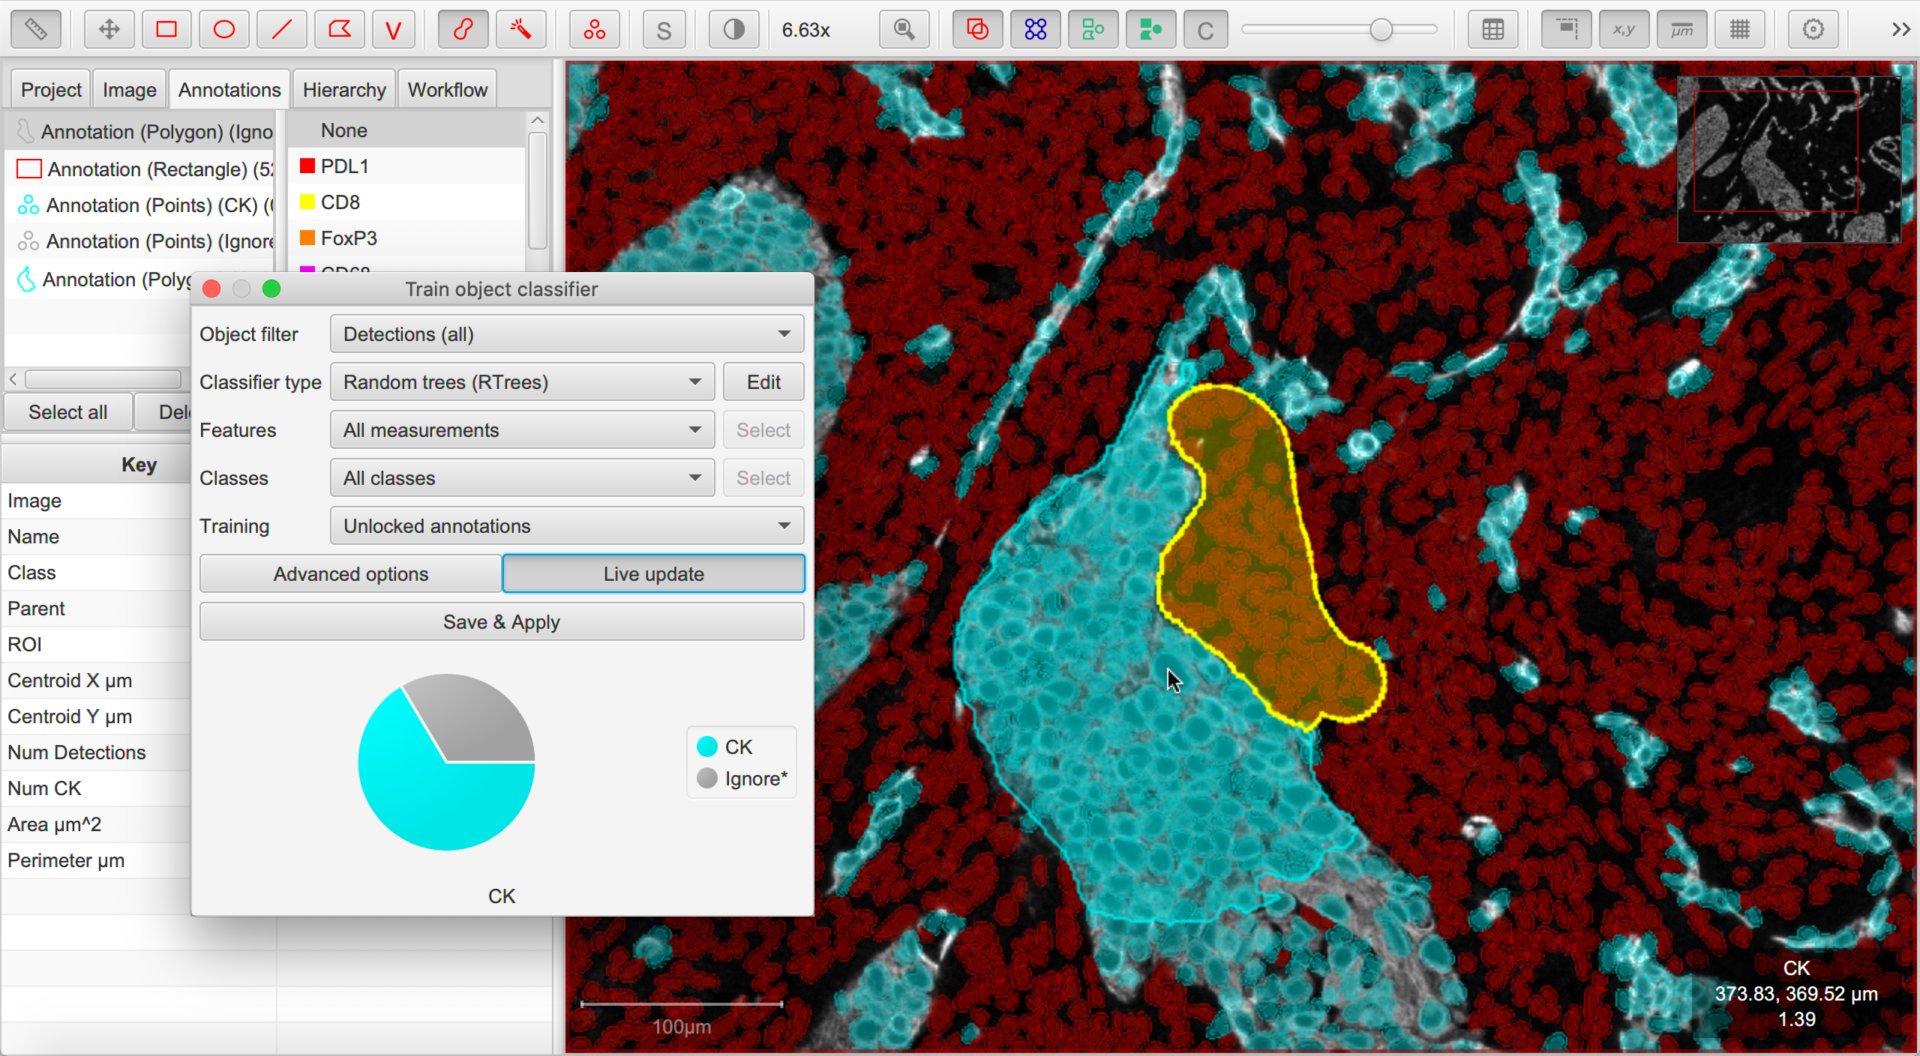 S
6.63x
C
x,y
µm
Project
Image
Annotations
Hierarchy
Workflow
Annotation (Polygon) (Igno
Annotation (Rectangle) (52
Annotation (Points) (CK) (
Annotation (Points) (Ignore
Annotation (Polyg
None
PDL1
CD8
FoxP3
CD68
Select all
Del
Key
Image
Name
Class
Parent
ROI
Centroid X µm
Centroid Y µm
Num Detections
Num CK
Area µm^2
Perimeter µm
Train object classifier
Object filter
Detections (all)
Classifier type
Random trees (RTrees)
Edit
Features
All measurements
Select
Classes
All classes
Select
Training
Unlocked annotations
Advanced options
Live update
Save & Apply
CK
Ignore*
CK
100µm
CK
373.83, 369.52 µm
1.39